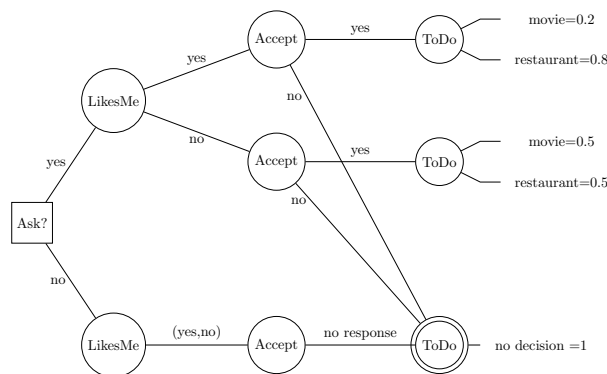 yes
movie=0.2
Accept
ToDo
yes
restaurant=0.8
LikesMe
no
no
yes
movie=0.5
yes
Accept
ToDo
no
restaurant=0.5
Ask?
no
(yes,no)
no response
LikesMe
Accept
ToDo
no decision =1